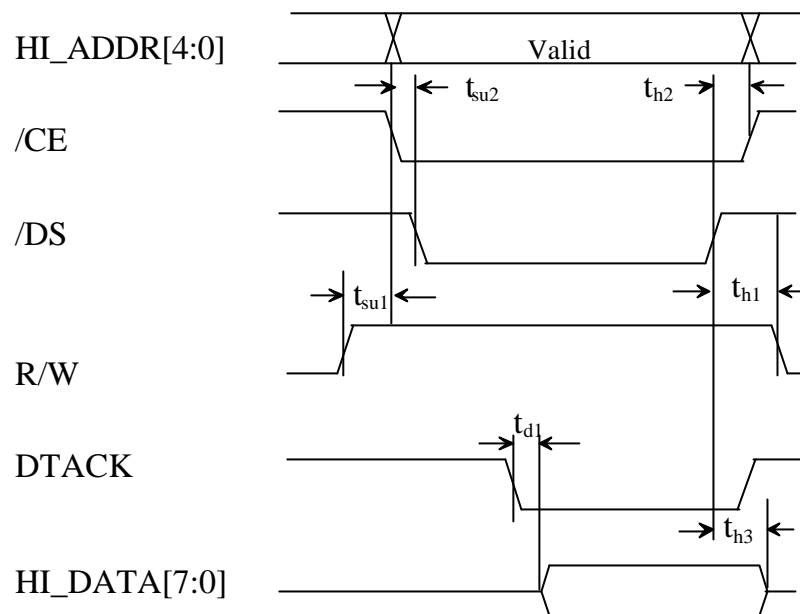 HI_ADDR[4:0]
Valid
tsu2
th2
/CE
/DS
tsu1
th1
R/W
td1
DTACK
th3
HI_DATA[7:0]